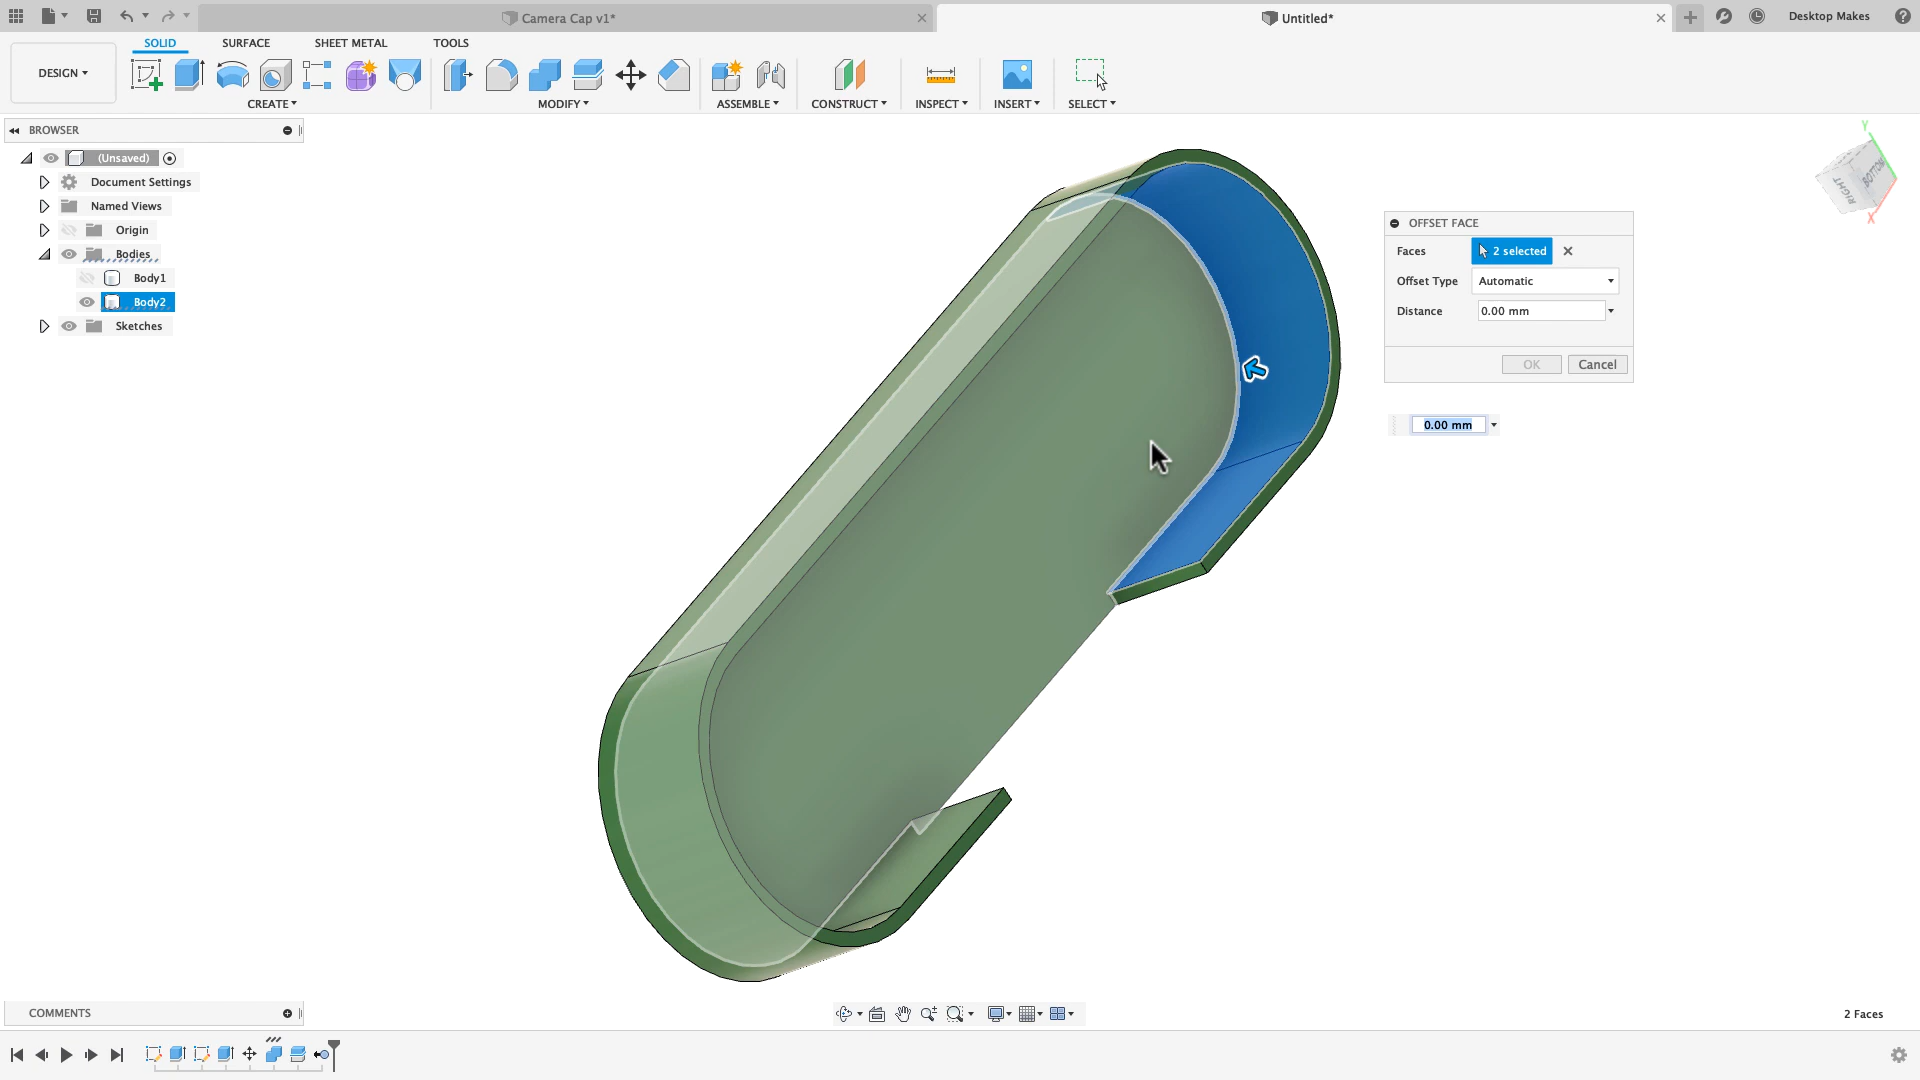 Camera Cap v1*
Untitled*
Desktop Makes
DESIGN
SOLID
SURFACE
SHEET METAL
TOOLS
CREATE
MODIFY
ASSEMBLE
CONSTRUCT
INSPECT
INSERT
SELECT
BROWSER
(Unsaved)
Document Settings
Named Views
Origin
Bodies
Body1
Body2
Sketches
Y
BOTTOM
RIGHT
X
OFFSET FACE
Faces
2 selected
Offset Type
Automatic
Distance
0.00 mm
OK
Cancel
0.00 mm
COMMENTS
2 Faces